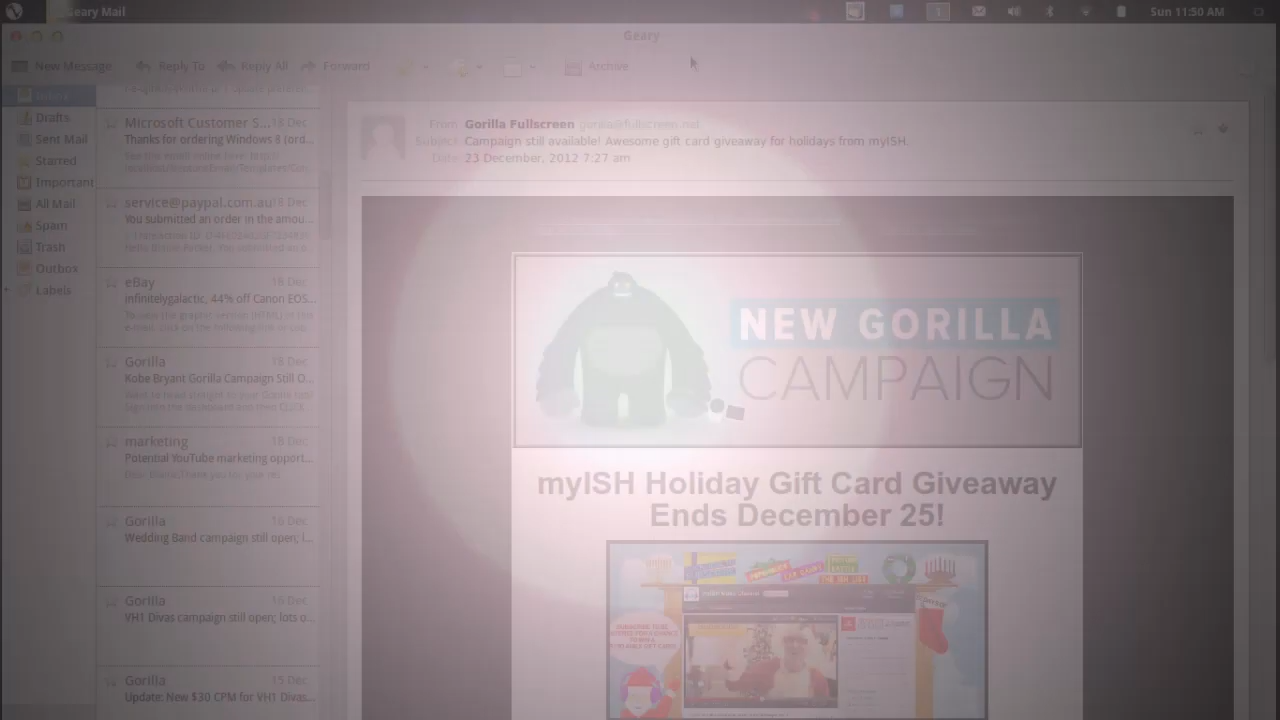 Geary Mail
1
Sun 11:50 AM
Geary
New Message
Reply To
Reply All
Forward
Archive
Drafts
Sent Mail
Starred
Important
All Mail
Spam
Trash
Outbox
Labels
Microsoft Customer S...18 Dec
Thanks for ordering Windows 8 (ord...
service@paypal.com.au18 Dec
You submitted an order in the amou...
eBay 18 Dec
infinitelygalactic, 44% off Canon EOS...
Gorilla 18 Dec
Kobe Bryant Gorilla Campaign Still O...
marketing 18 Dec
Potential YouTube marketing opport...
Gorilla 16 Dec
Wedding Band campaign still open; l...
Gorilla 16 Dec
VH1 Divas campaign still open; lots o...
Gorilla 15 Dec
Update: New $30 CPM for VH1 Divas...
From Gorilla Fullscreen
Subject Campaign still available! Awesome gift card giveaway for holidays from myISH.
Date 23 December, 2012 7:27 am
NEW GORILLA
CAMPAIGN
myISH Holiday Gift Card Giveaway
Ends December 25!